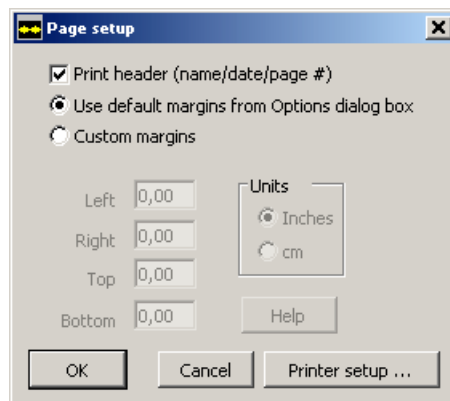 Page setup
Print header (name/date/page #)
Use default margins from Options dialog box
Custom margins
Left 0,00
Right 0,00
Top 0,00
Bottom 0,00
Units
Inches
cm
Help
OK Cancel Printer setup ...